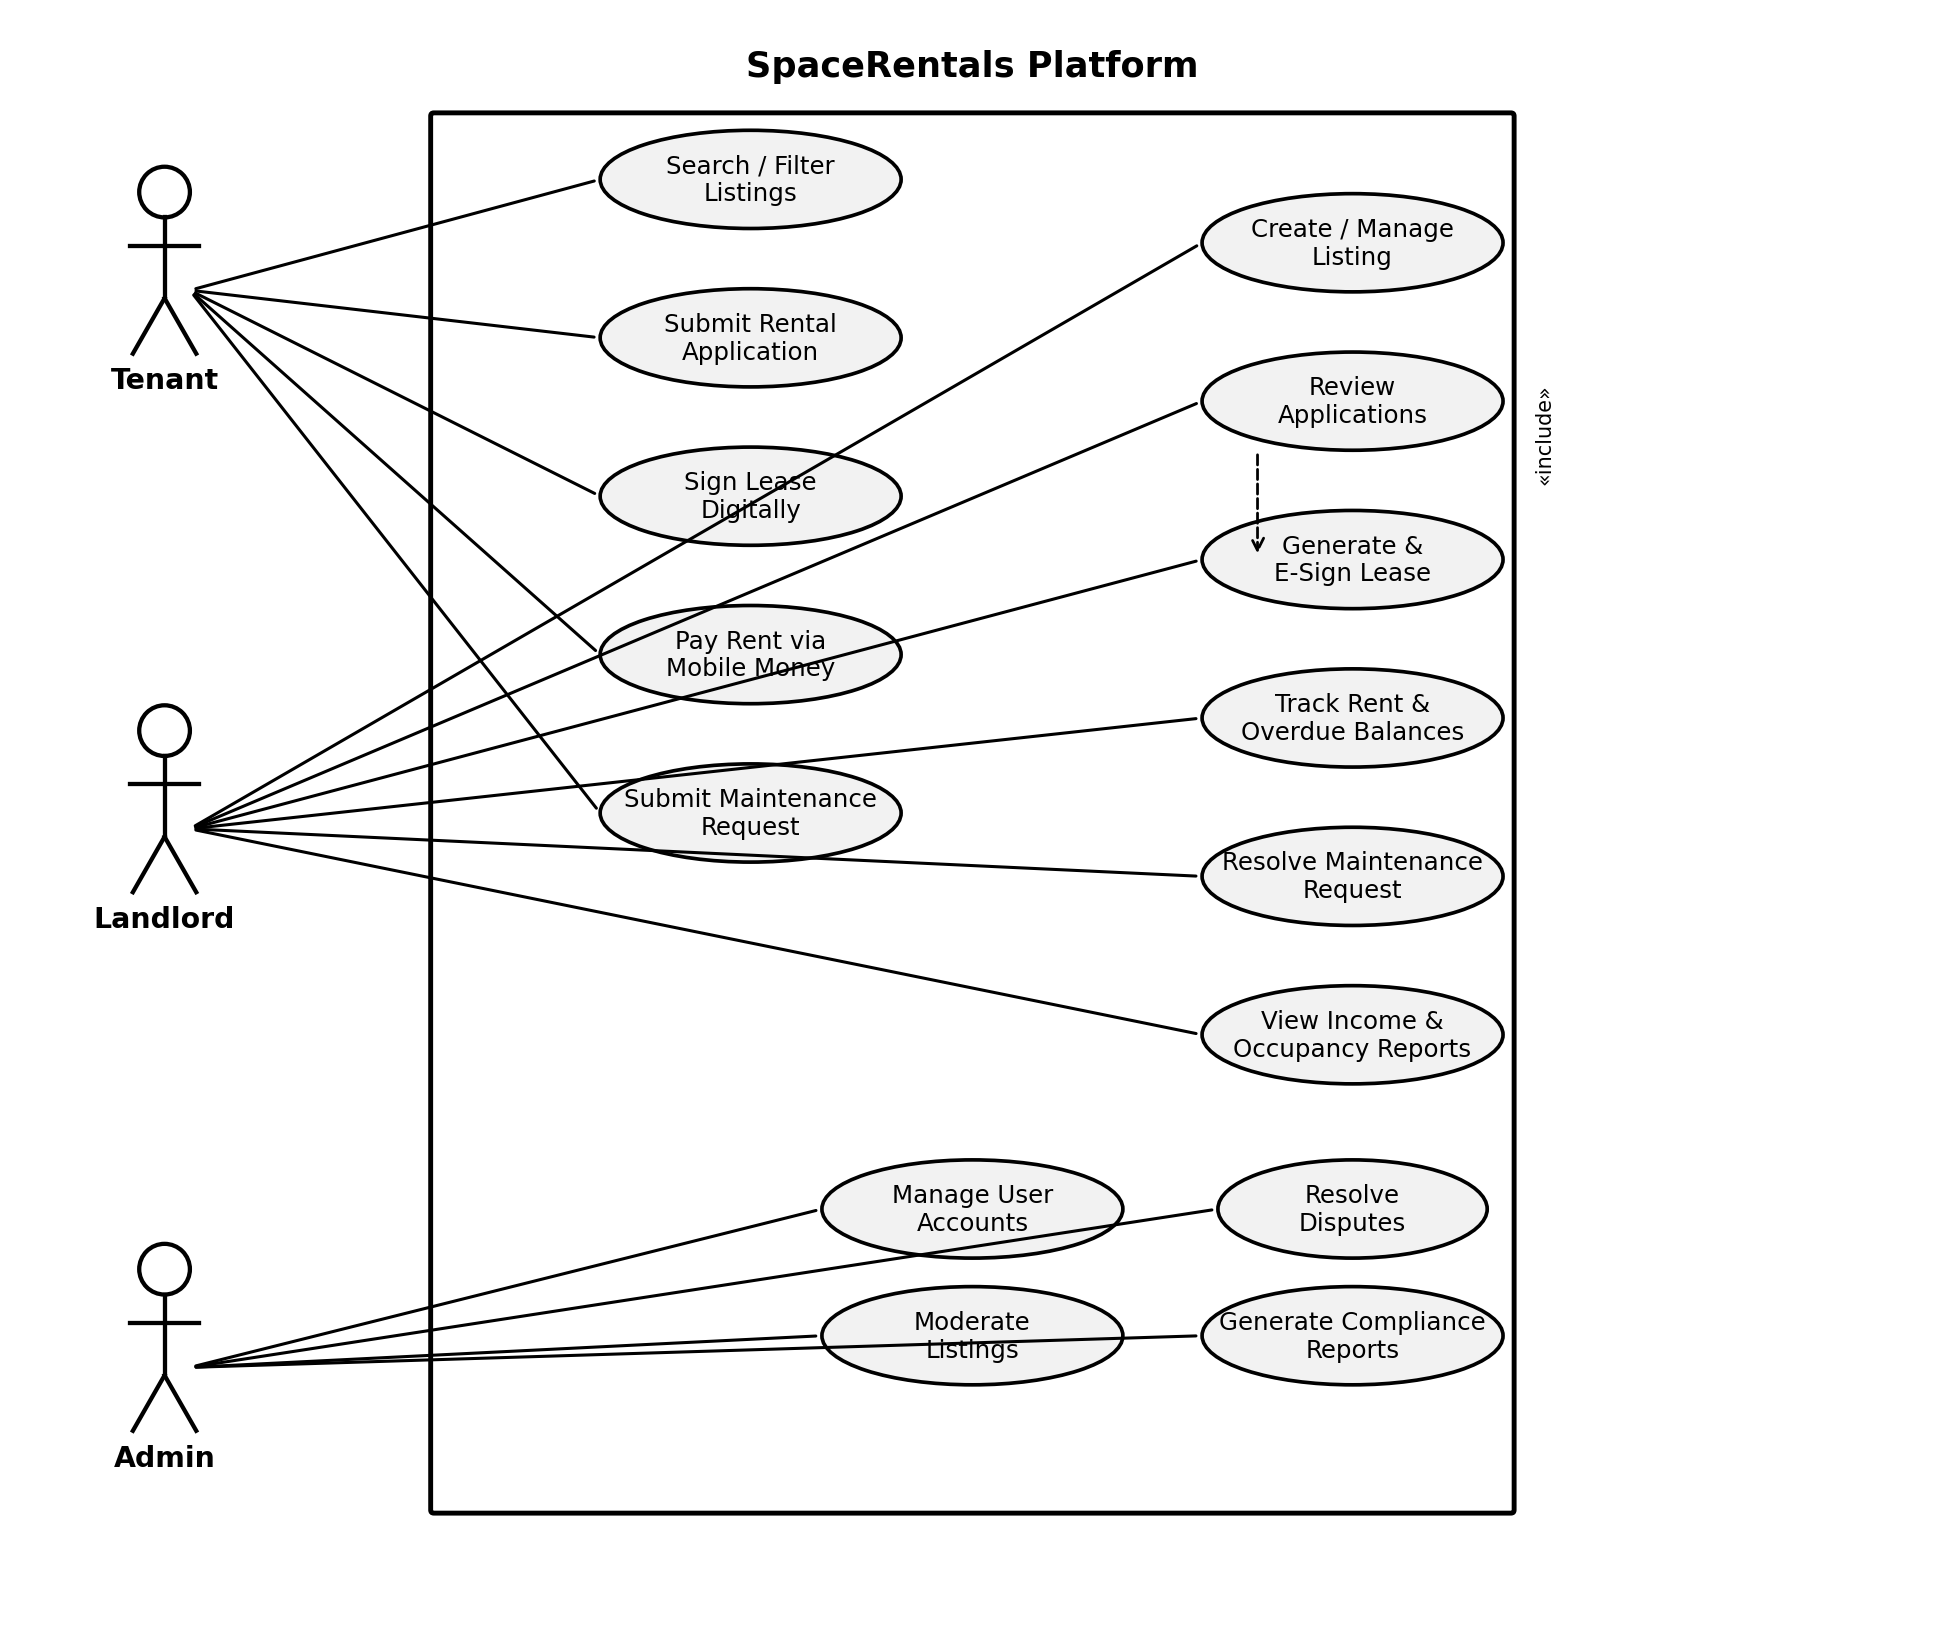 SpaceRentals Platform
Search / Filter
Listings
Create / Manage
Listing
Submit Rental
Application
Tenant
Review
Applications
«include»
Sign Lease
Digitally
Generate &
E-Sign Lease
Pay Rent via
Mobile Money
Track Rent &
Overdue Balances
Submit Maintenance
Request
Landlord
Resolve Maintenance
Request
View Income &
Occupancy Reports
Manage User
Accounts
Resolve
Disputes
Moderate
Listings
Generate Compliance
Reports
Admin